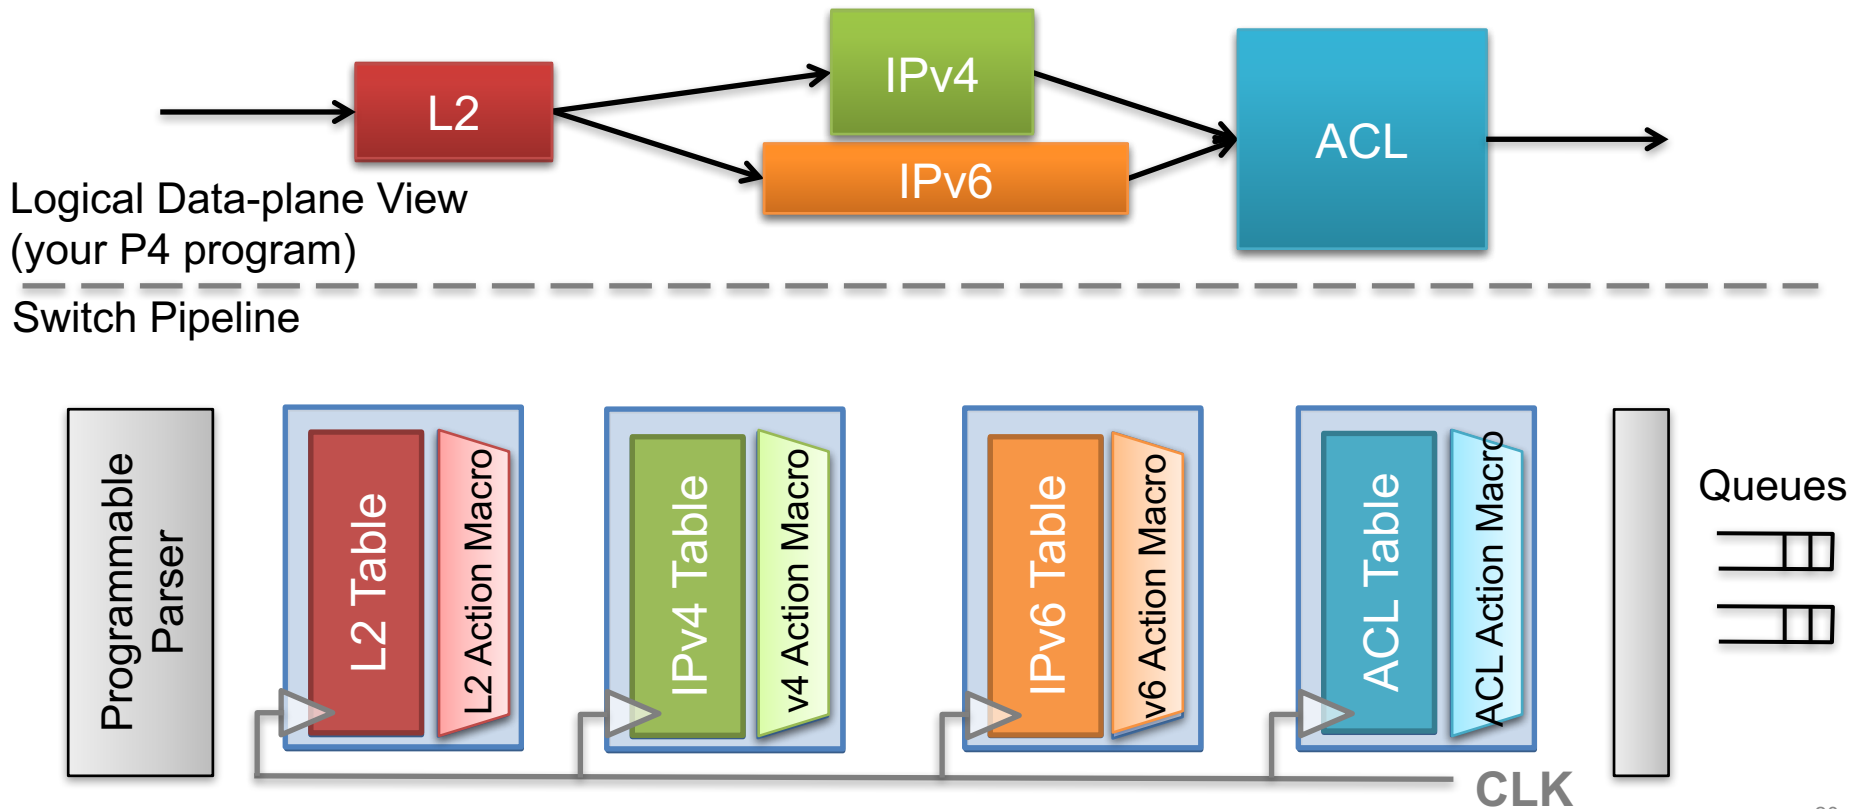 L2
IPv4
IPv6
ACL
Logical Data-plane View
(your P4 program)
Switch Pipeline
Programmable
Parser
L2 Table
L2 Action Macro
IPv4 Table
v4 Action Macro
IPv6 Table
v6 Action Macro
ACL Table
ACL Action Macro
Queues
CLK